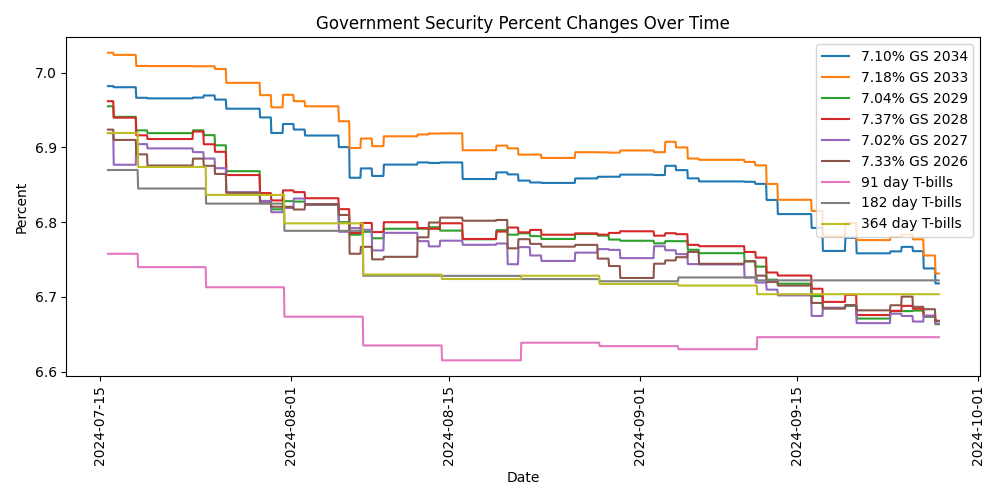 Government Security Percent Changes Over Time
Percent
7.0
6.9
6.8
6.7
6.6
7.10% GS 2034
7.18% GS 2033
7.04% GS 2029
7.37% GS 2028
7.02% GS 2027
7.33% GS 2026
91 day T-bills
182 day T-bills
364 day T-bills
2024-07-15
2024-08-01
2024-08-15
2024-09-01
2024-09-15
2024-10-01
Date